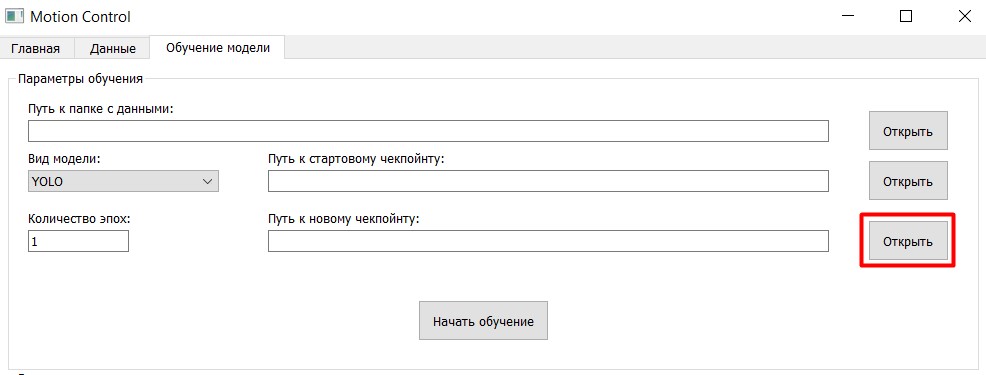 Motion Control
Главная Данные Обучение модели
Параметры обучения
Путь к папке с данными:
Открыть
Вид модели: Путь к стартовому чекпойнту:
YOLO Открыть
Количество эпох: Путь к новому чекпойнту:
1 Открыть
Начать обучение